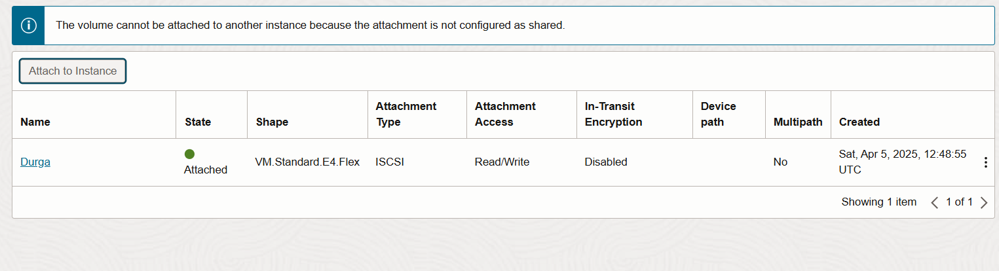 The volume cannot be attached to another instance because the attachment is not configured as shared.
Attach to Instance
Name State Shape Attachment Type Attachment Access In-Transit Encryption Device path Multipath Created
Durga Attached VM.Standard.E4.Flex ISCSI Read/Write Disabled No Sat, Apr 5, 2025, 12:48:55 UTC
Showing 1 item 1 of 1